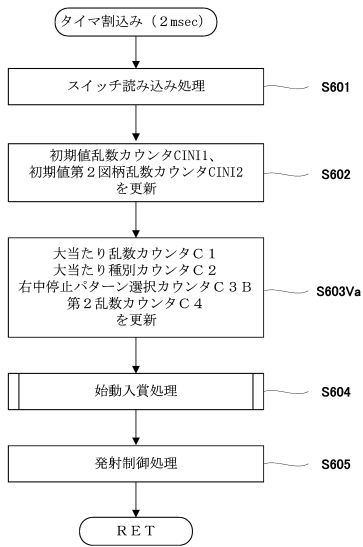 タイマ割込み（２msec）
スイッチ読み込み処理
S601
初期値乱数カウンタCINI1、
初期値第２図柄乱数カウンタCINI2
を更新
S602
大当たり乱数カウンタＣ１
大当たり種別カウンタＣ２
右中停止パターン選択カウンタＣ３Ｂ
第２乱数カウンタＣ４
を更新
S603Va
始動入賞処理
S604
発射制御処理
S605
ＲＥＴ